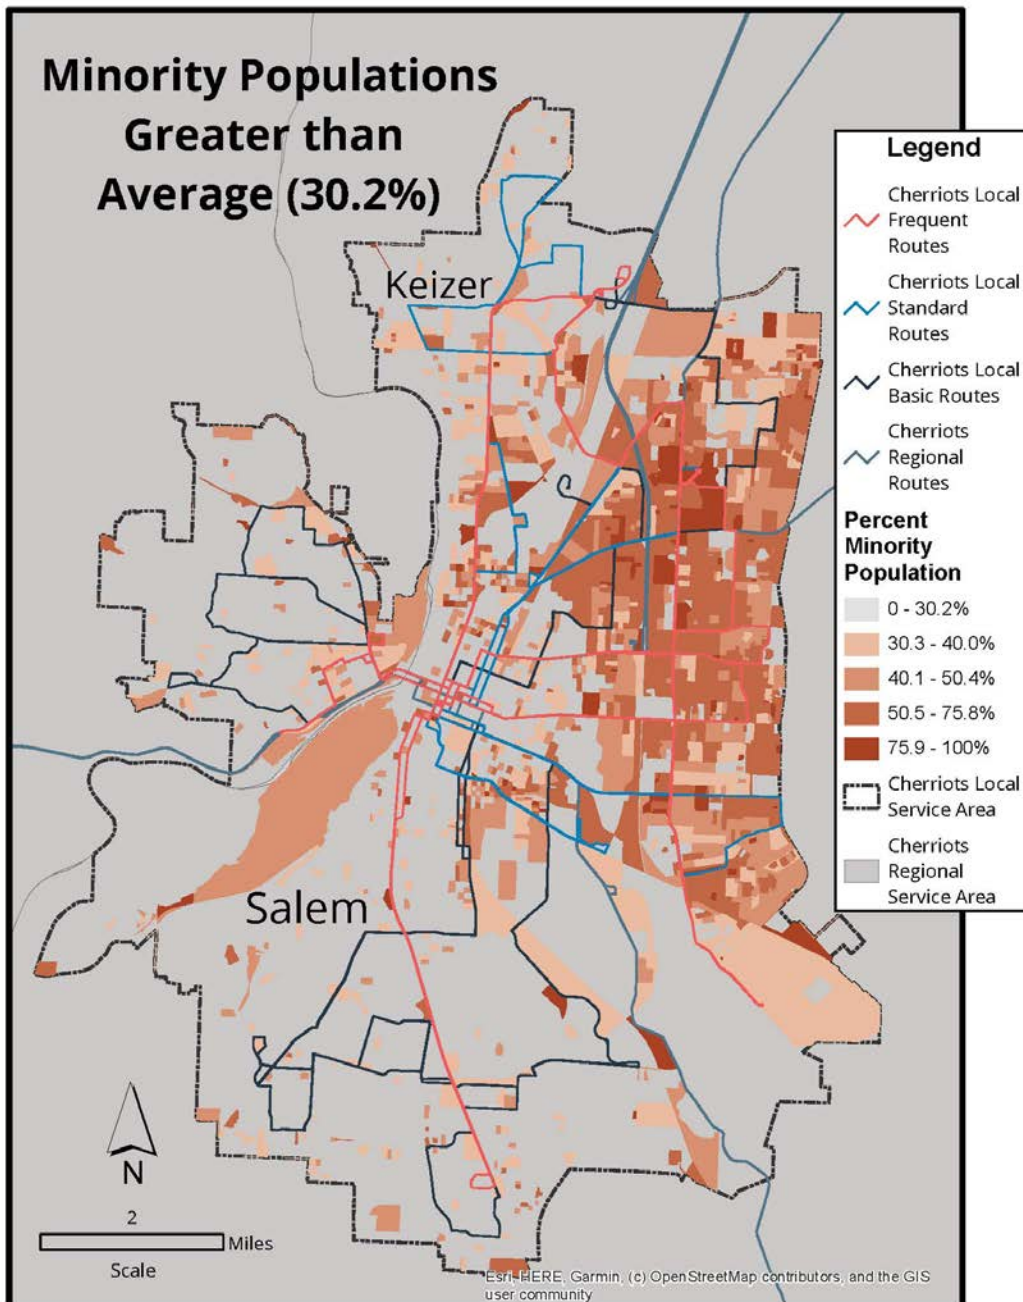 Minority Populations
Greater than
Average (30.2%)
Keizer
Salem
N
2
Miles
Scale
Legend
Cherriots Local
Frequent
Routes
Cherriots Local
Standard
Routes
Cherriots Local
Basic Routes
Cherriots
Regional
Routes
Percent
Minority
Population
0 - 30.2%
30.3 - 40.0%
40.1 - 50.4%
50.5 - 75.8%
75.9 - 100%
Cherriots Local
Service Area
Cherriots
Regional
Service Area
Esri, HERE, Garmin, (c) OpenStreetMap contributors, and the GIS
user community